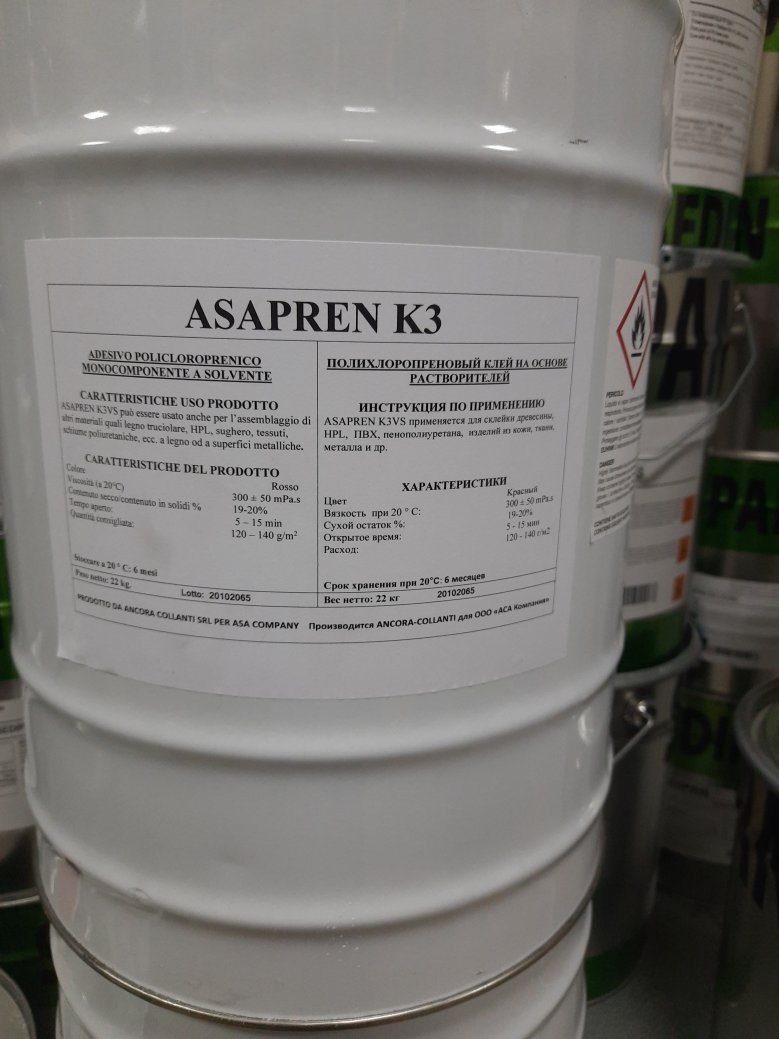 ASAPREN K3
ADESIVO POLICLOROPRENICO
MONOCOMPONENTE A SOLVENTE
CARATTERISTICHE USO PRODOTTO
ASAPREN K3VS può essere usato anche per l'assemblaggio di
altri materiali quali legno truciolare, HPL, sughero, tessuti,
schiume poliuretaniche, ecc. a legno od a superfici metalliche.
CARATTERISTICHE DEL PRODOTTO
Colore Rosso
Viscosità (a 20°C) 300 ± 50 mPa.s
Contenuto secco/contenuto in solidi % 19-20%
Tempo aperto: 5 – 15 min
Quantità consigliata: 120 – 140 g/m²
Stoccare a 20 ° C: 6 mesi
Peso netto: 22 kg.
Lotto: 20102065
ПОЛИХЛОРОПРЕНОВЫЙ КЛЕЙ НА ОСНОВЕ
РАСТВОРИТЕЛЕЙ
ИНСТРУКЦИЯ ПО ПРИМЕНЕНИЮ
ASAPREN K3VS применяется для склейки древесины,
HPL, ПВХ, пенополиуретана, изделий из кожи, ткани,
металла и др.
ХАРАКТЕРИСТИКИ
Цвет Красный
Вязкость при 20 ° С: 300 ± 50 mPa.s
Сухой остаток %: 19-20%
Открытое время: 5 - 15 мин
Расход: 120 - 140 г/м2
Срок хранения при 20°С: 6 месяцев
Вес нетто: 22 кг 20102065
PRODOTTO DA ANCORA COLLANTI SRL PER ASA COMPANY Производится ANCORA-COLLANTI для ООО «АСА Компания»
PERICOLO
DANGER